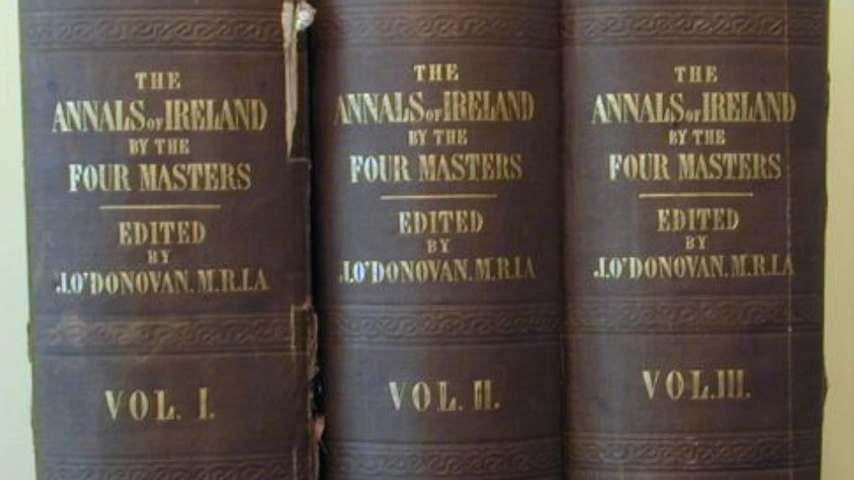 THE
ANNALS OF IRELAND
BY THE
FOUR MASTERS
EDITED
BY
J.O'DONOVAN. M.R.I.A
VOL. I.
THE
ANNALS OF IRELAND
BY THE
FOUR MASTERS
EDITED
BY
J.O'DONOVAN. M.R.I.A
VOL. II.
THE
ANNALS OF IRELAND
BY THE
FOUR MASTERS
EDITED
BY
J.O'DONOVAN. M.R.I.A
VOL. III.